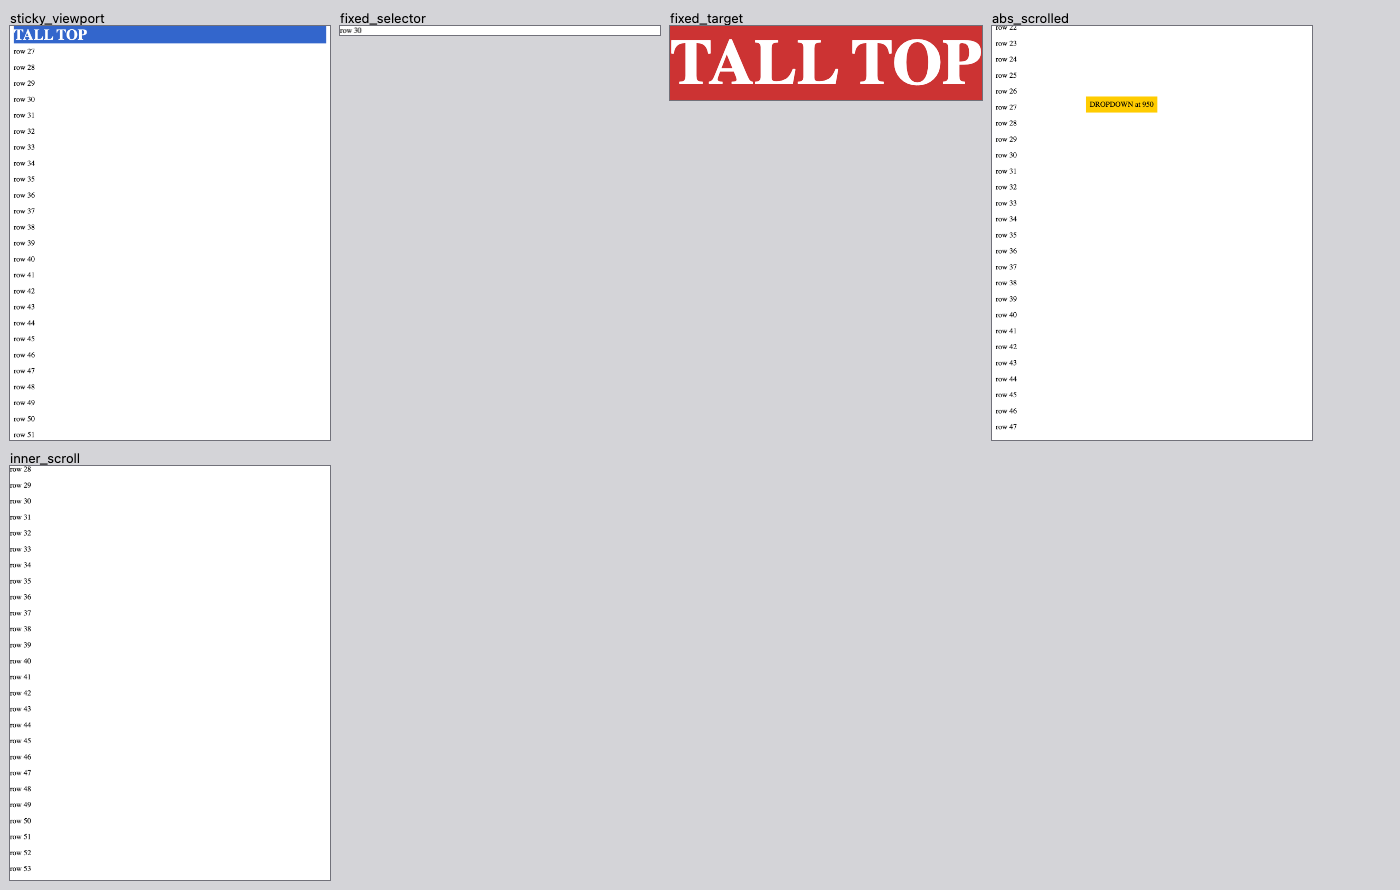 sticky_viewport
TALL TOP
row 27
row 28
row 29
row 30
row 31
row 32
row 33
row 34
row 35
row 36
row 37
row 38
row 39
row 40
row 41
row 42
row 43
row 44
row 45
row 46
row 47
row 48
row 49
row 50
row 51
fixed_selector
row 30
fixed_target
TALL TOP
abs_scrolled
row 22
row 23
row 24
row 25
row 26
DROPDOWN at 950
row 27
row 28
row 29
row 30
row 31
row 32
row 33
row 34
row 35
row 36
row 37
row 38
row 39
row 40
row 41
row 42
row 43
row 44
row 45
row 46
row 47
inner_scroll
row 28
row 29
row 30
row 31
row 32
row 33
row 34
row 35
row 36
row 37
row 38
row 39
row 40
row 41
row 42
row 43
row 44
row 45
row 46
row 47
row 48
row 49
row 50
row 51
row 52
row 53